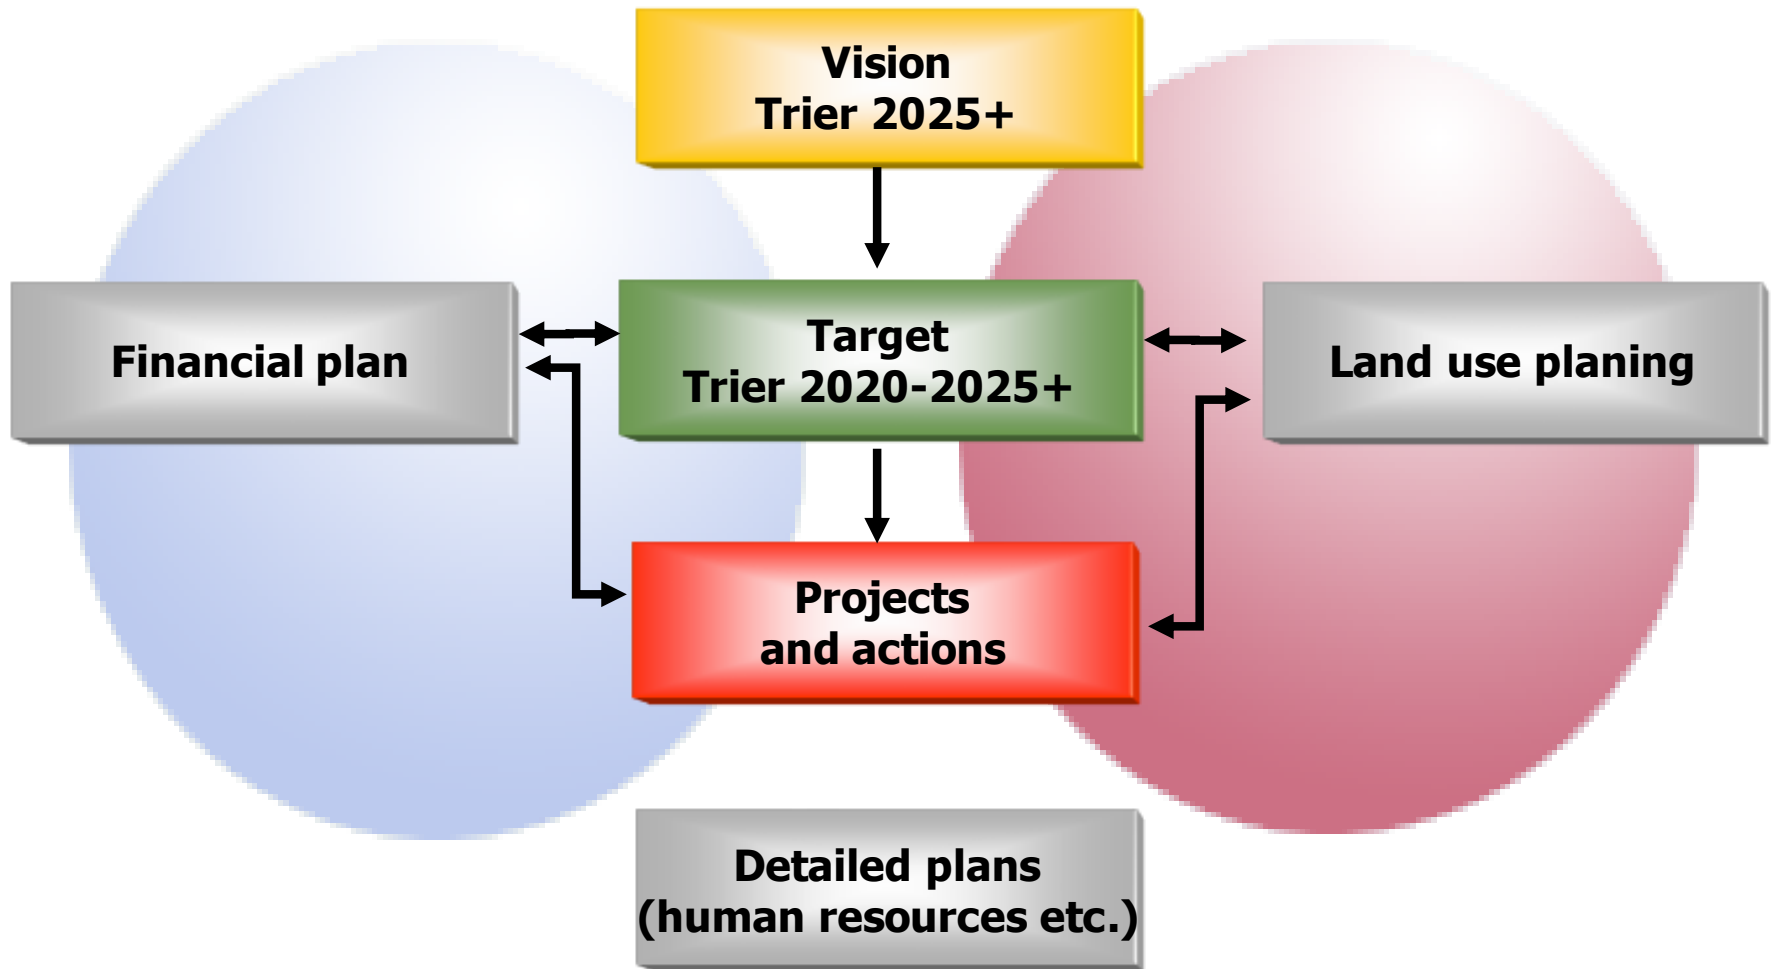 Vision
Trier 2025+
Financial plan
Target
Trier 2020-2025+
Land use planing
Projects
and actions
Detailed plans
(human resources etc.)